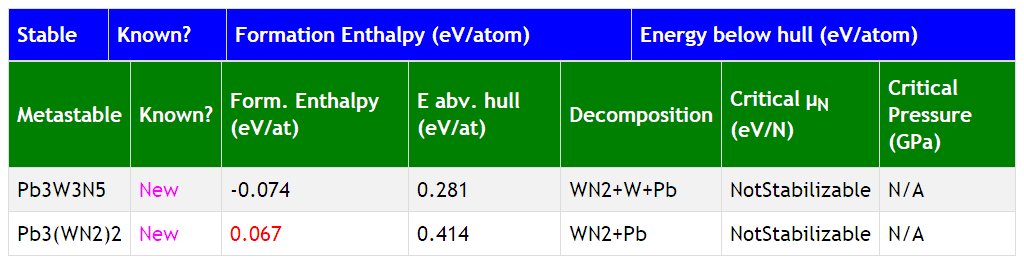 Stable Known? Formation Enthalpy (eV/atom) Energy below hull (eV/atom)
Metastable Known? Form. Enthalpy (eV/at) E abv. hull (eV/at) Decomposition Critical μN (eV/N) Critical Pressure (GPa)
Pb3W3N5 New -0.074 0.281 WN2+W+Pb NotStabilizable N/A
Pb3(WN2)2 New 0.067 0.414 WN2+Pb NotStabilizable N/A